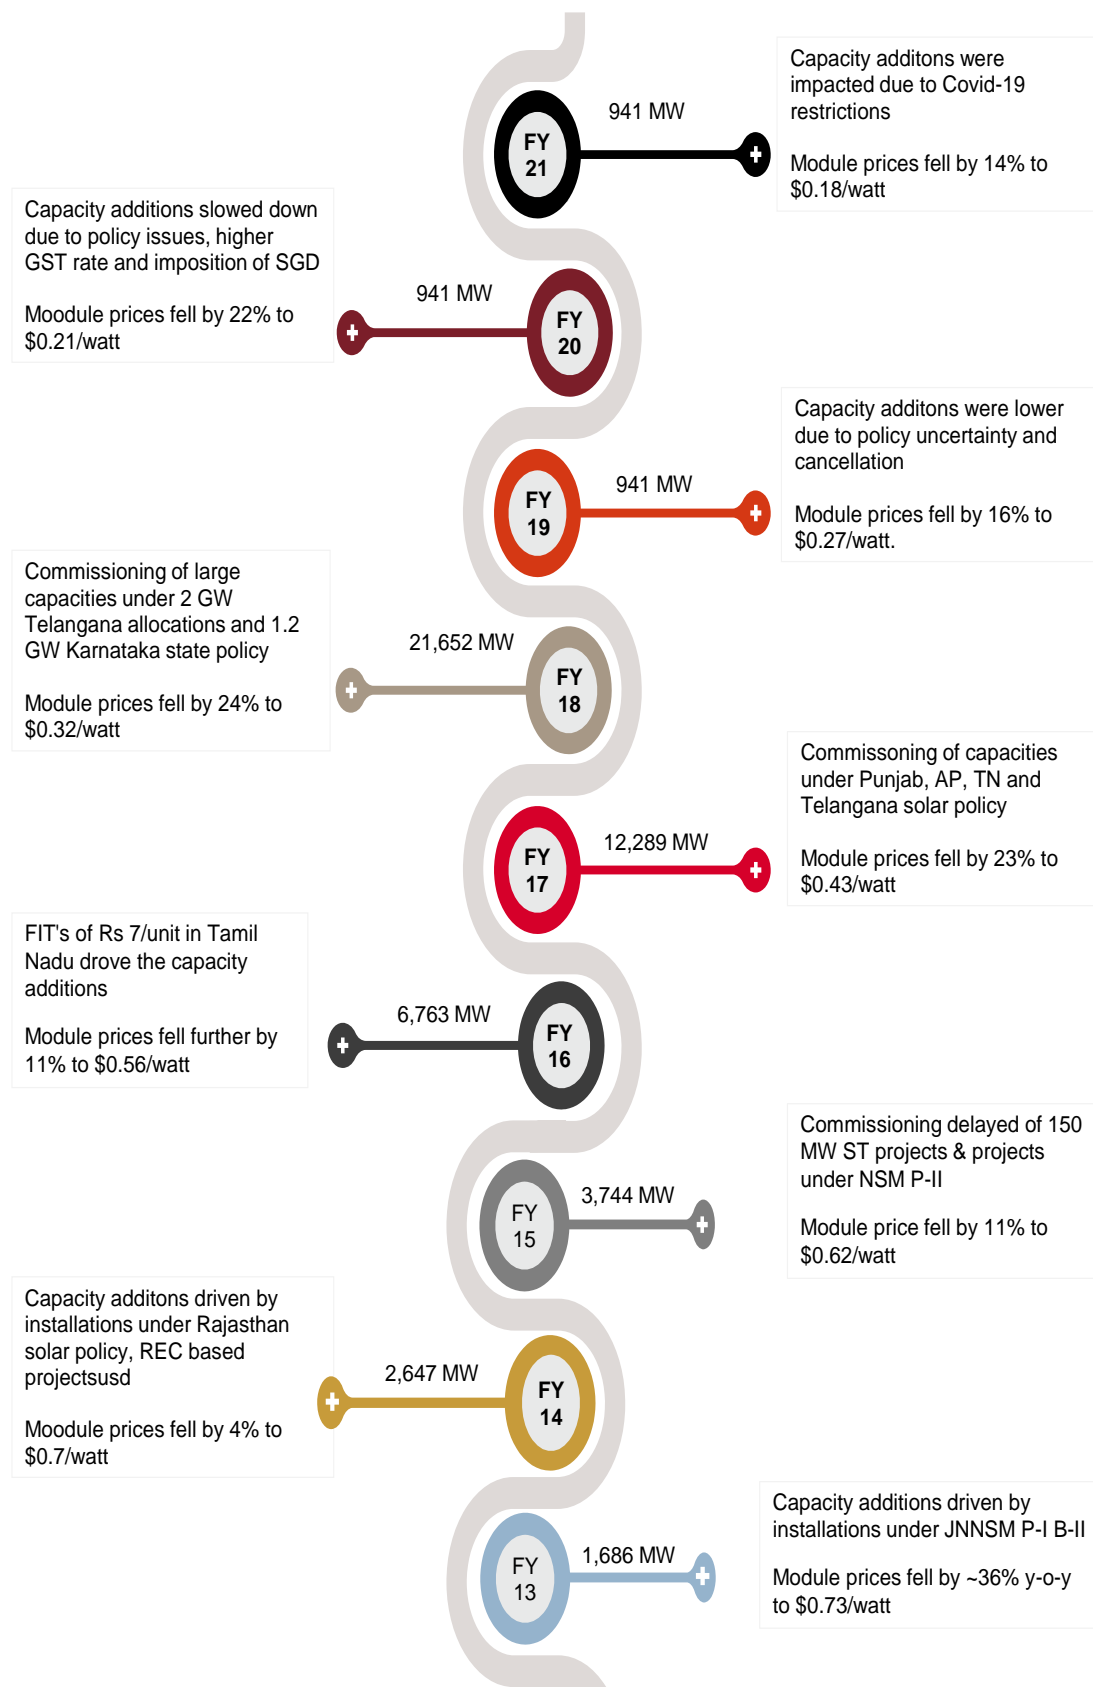 941 MW
FY
21
Capacity additons were
impacted due to Covid-19
restrictions
Module prices fell by 14% to
$0.18/watt
Capacity additions slowed down
due to policy issues, higher
GST rate and imposition of SGD
Moodule prices fell by 22% to
$0.21/watt
941 MW
FY
20
941 MW
FY
19
Capacity additons were lower
due to policy uncertainty and
cancellation
Module prices fell by 16% to
$0.27/watt.
Commissioning of large
capacities under 2 GW
Telangana allocations and 1.2
GW Karnataka state policy
Module prices fell by 24% to
$0.32/watt
21,652 MW
FY
18
12,289 MW
FY
17
Commissoning of capacities
under Punjab, AP, TN and
Telangana solar policy
Module prices fell by 23% to
$0.43/watt
FIT's of Rs 7/unit in Tamil
Nadu drove the capacity
additions
Module prices fell further by
11% to $0.56/watt
6,763 MW
FY
16
3,744 MW
FY
15
Commissioning delayed of 150
MW ST projects & projects
under NSM P-II
Module price fell by 11% to
$0.62/watt
Capacity additons driven by
installations under Rajasthan
solar policy, REC based
projectsusd
Moodule prices fell by 4% to
$0.7/watt
2,647 MW
FY
14
1,686 MW
FY
13
Capacity additions driven by
installations under JNNSM P-I B-II
Module prices fell by ~36% y-o-y
to $0.73/watt